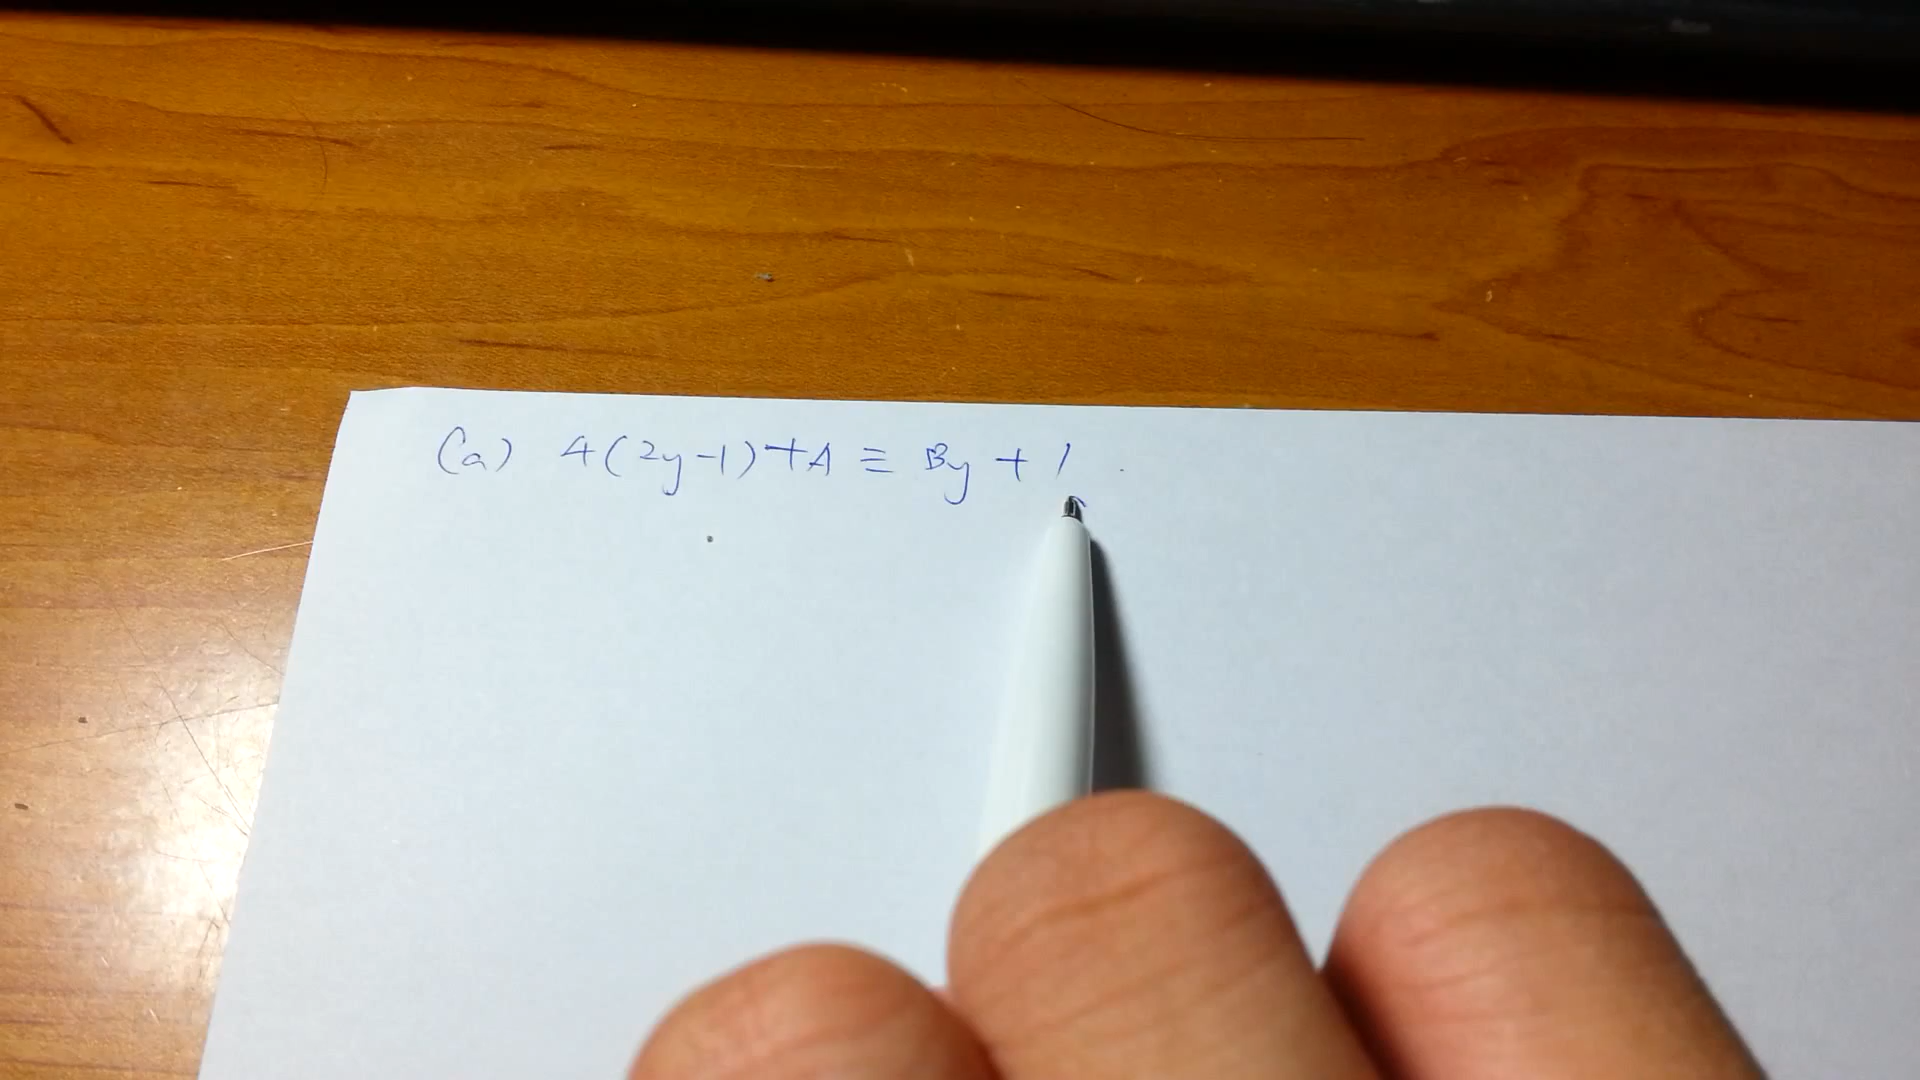 (a) 4(2y-1)+A ≡ By + 1